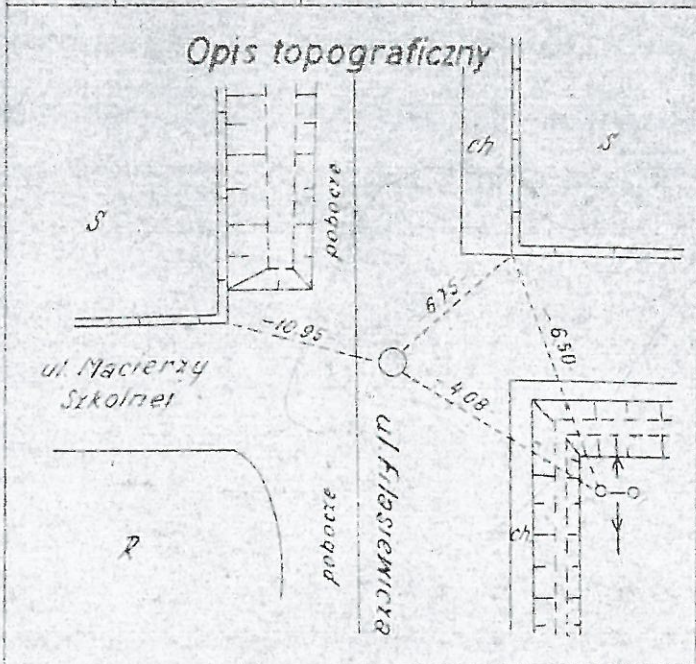 Opis topograficzny
ch
S
pobocze
S
6.75
-10.95
6.50
4.08
ul. Macierzy
Szkolnej
ul. Filasiewicza
pobocze
R
ch